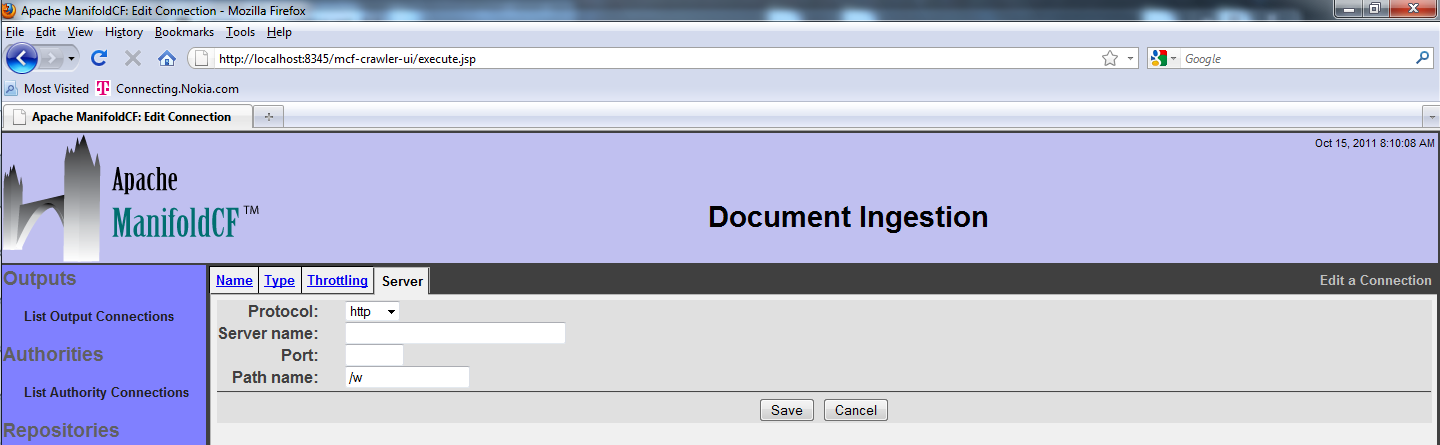 Apache ManifoldCF: Edit Connection - Mozilla Firefox
File Edit View History Bookmarks Tools Help
http://localhost:8345/mcf-crawler-ui/execute.jsp
Google
Most Visited Connecting.Nokia.com
Apache ManifoldCF: Edit Connection
Oct 15, 2011 8:10:08 AM
Apache
ManifoldCF™
Document Ingestion
Outputs
List Output Connections
Authorities
List Authority Connections
Repositories
Name Type Throttling Server Edit a Connection
Protocol: http
Server name:
Port:
Path name: /w
Save Cancel